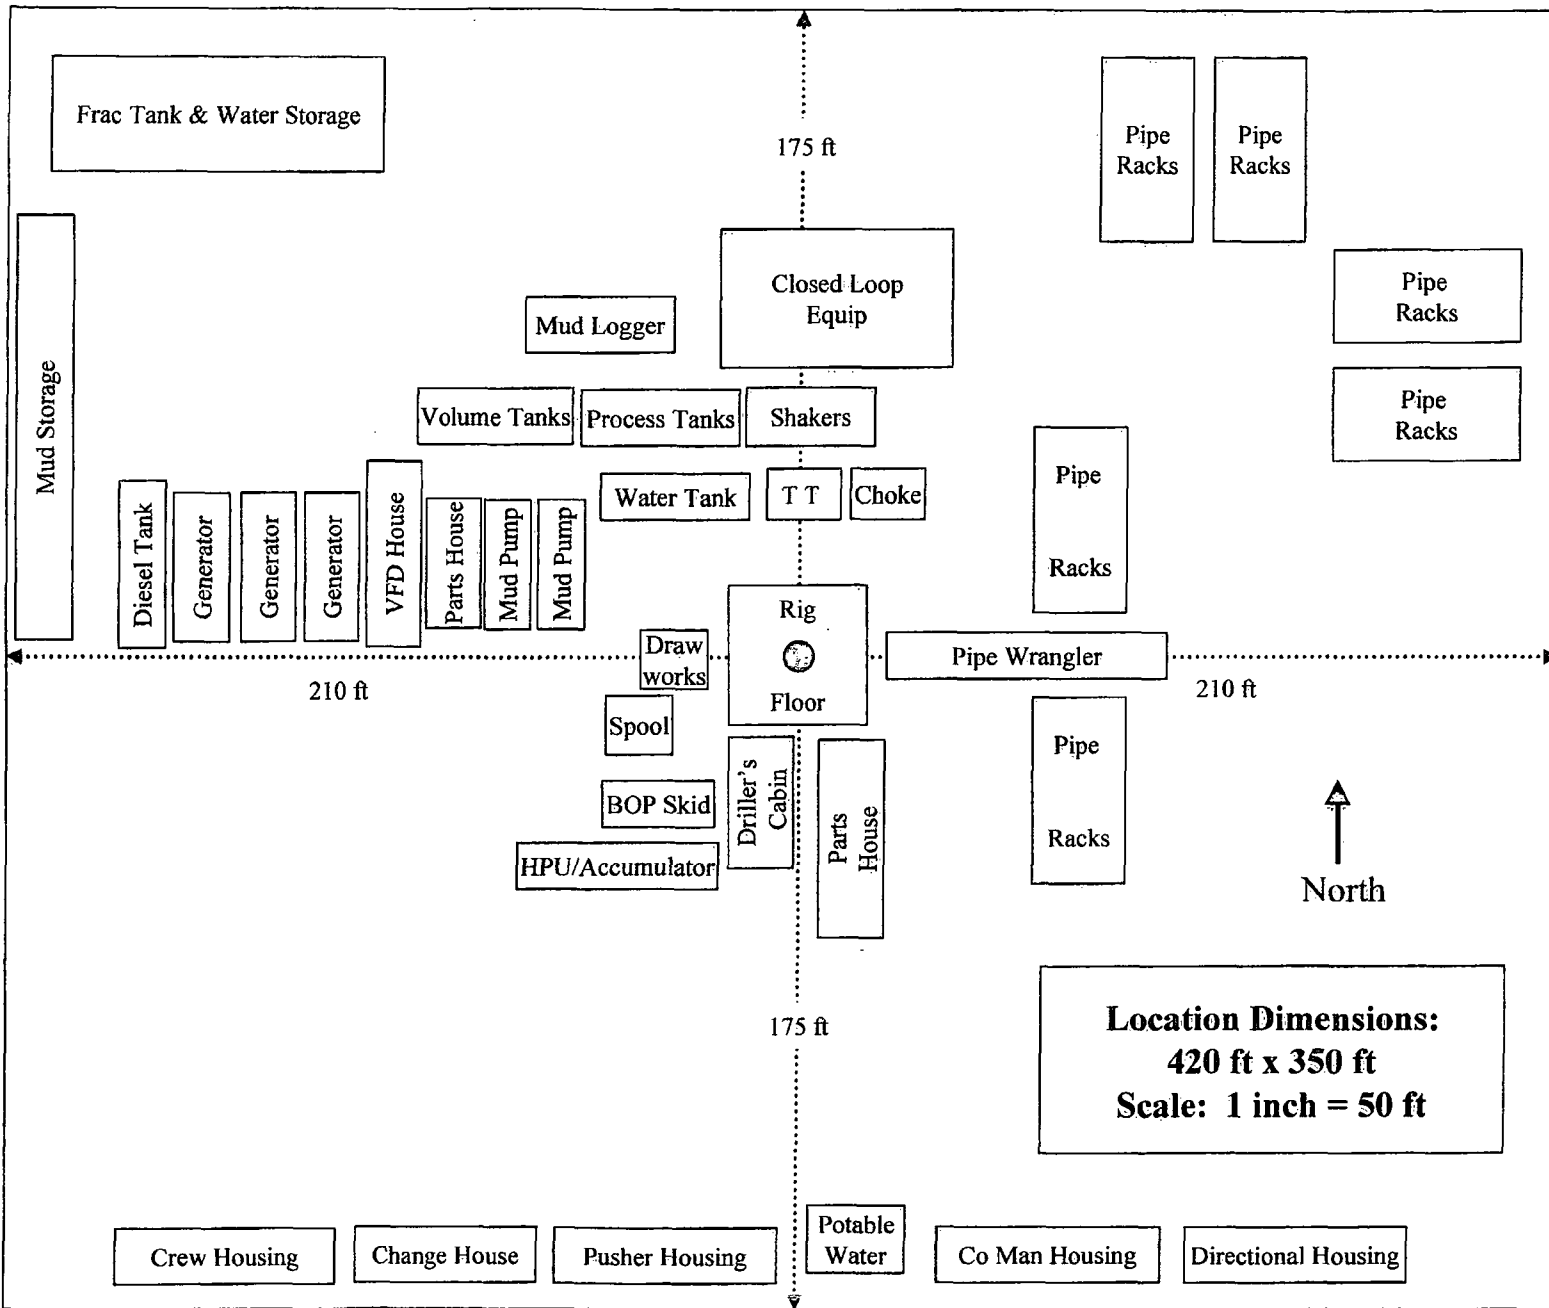 Frac Tank & Water Storage
175 ft
Pipe
Racks
Pipe
Racks
Closed Loop
Equip
Pipe
Racks
Mud Logger
Mud Storage
Volume Tanks
Process Tanks
Shakers
Pipe
Racks
Water Tank
T T
Choke
Pipe
Racks
Diesel Tank
Generator
Generator
Generator
VFD House
Parts House
Mud Pump
Mud Pump
Rig
Floor
Draw
works
Pipe Wrangler
210 ft
210 ft
Spool
Driller's
Cabin
Parts
House
Pipe
Racks
BOP Skid
HPU/Accumulator
North
Location Dimensions:
420 ft x 350 ft
Scale: 1 inch = 50 ft
175 ft
Crew Housing
Change House
Pusher Housing
Potable
Water
Co Man Housing
Directional Housing